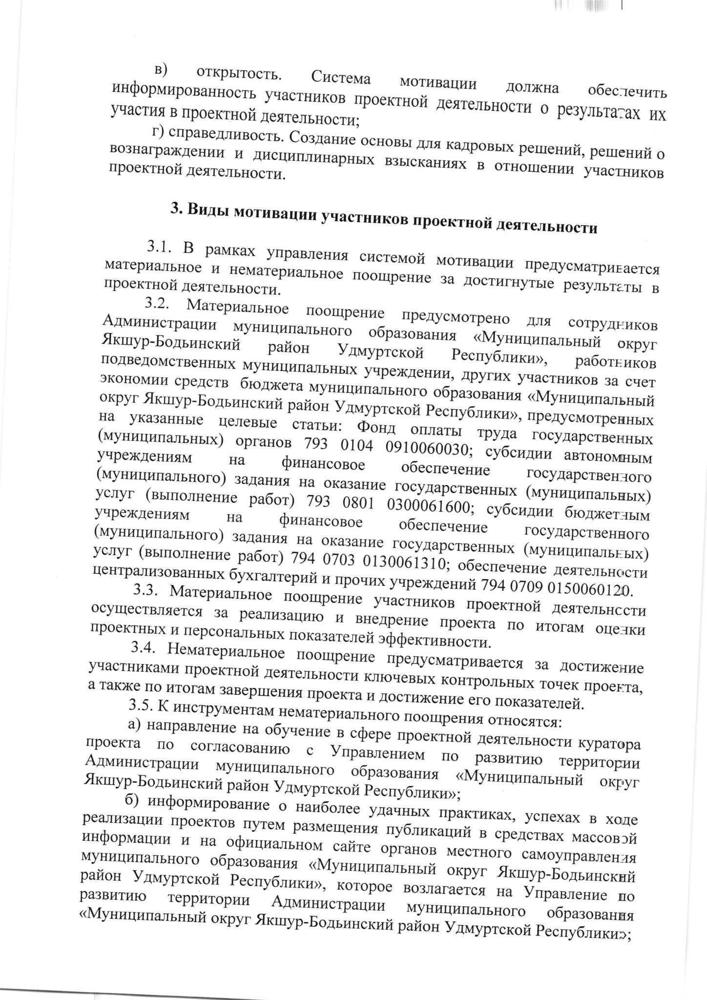 в) открытость. Система мотивации должна обеспечить
информированность участников проектной деятельности о результатах их
участия в проектной деятельности;
г) справедливость. Создание основы для кадровых решений, решений о
вознаграждении и дисциплинарных взысканиях в отношении участников
проектной деятельности.
3. Виды мотивации участников проектной деятельности
3.1. В рамках управления системой мотивации предусматривается
материальное и нематериальное поощрение за достигнутые результаты в
проектной деятельности.
3.2. Материальное поощрение предусмотрено для сотрудников
Администрации муниципального образования «Муниципальный округ
Якшур-Бодьинский район Удмуртской Республики», работников
подведомственных муниципальных учреждении, других участников за счет
экономии средств бюджета муниципального образования «Муниципальный
округ Якшур-Бодьинский район Удмуртской Республики», предусмотренных
на указанные целевые статьи: Фонд оплаты труда государственных
(муниципальных) органов 793 0104 0910060030; субсидии автономным
учреждениям на финансовое обеспечение государственного
(муниципального) задания на оказание государственных (муниципальных)
услуг (выполнение работ) 793 0801 0300061600; субсидии бюджетным
учреждениям на финансовое обеспечение государственного
(муниципального) задания на оказание государственных (муниципальных)
услуг (выполнение работ) 794 0703 0130061310; обеспечение деятельности
централизованных бухгалтерий и прочих учреждений 794 0709 0150060120.
3.3. Материальное поощрение участников проектной деятельности
осуществляется за реализацию и внедрение проекта по итогам оценки
проектных и персональных показателей эффективности.
3.4. Нематериальное поощрение предусматривается за достижение
участниками проектной деятельности ключевых контрольных точек проекта,
а также по итогам завершения проекта и достижение его показателей.
3.5. К инструментам нематериального поощрения относятся:
а) направление на обучение в сфере проектной деятельности куратора
проекта по согласованию с Управлением по развитию территории
Администрации муниципального образования «Муниципальный округ
Якшур-Бодьинский район Удмуртской Республики»;
б) информирование о наиболее удачных практиках, успехах в ходе
реализации проектов путем размещения публикаций в средствах массовой
информации и на официальном сайте органов местного самоуправления
муниципального образования «Муниципальный округ Якшур-Бодьинский
район Удмуртской Республики», которое возлагается на Управление по
развитию территории Администрации муниципального образования
«Муниципальный округ Якшур-Бодьинский район Удмуртской Республики»;